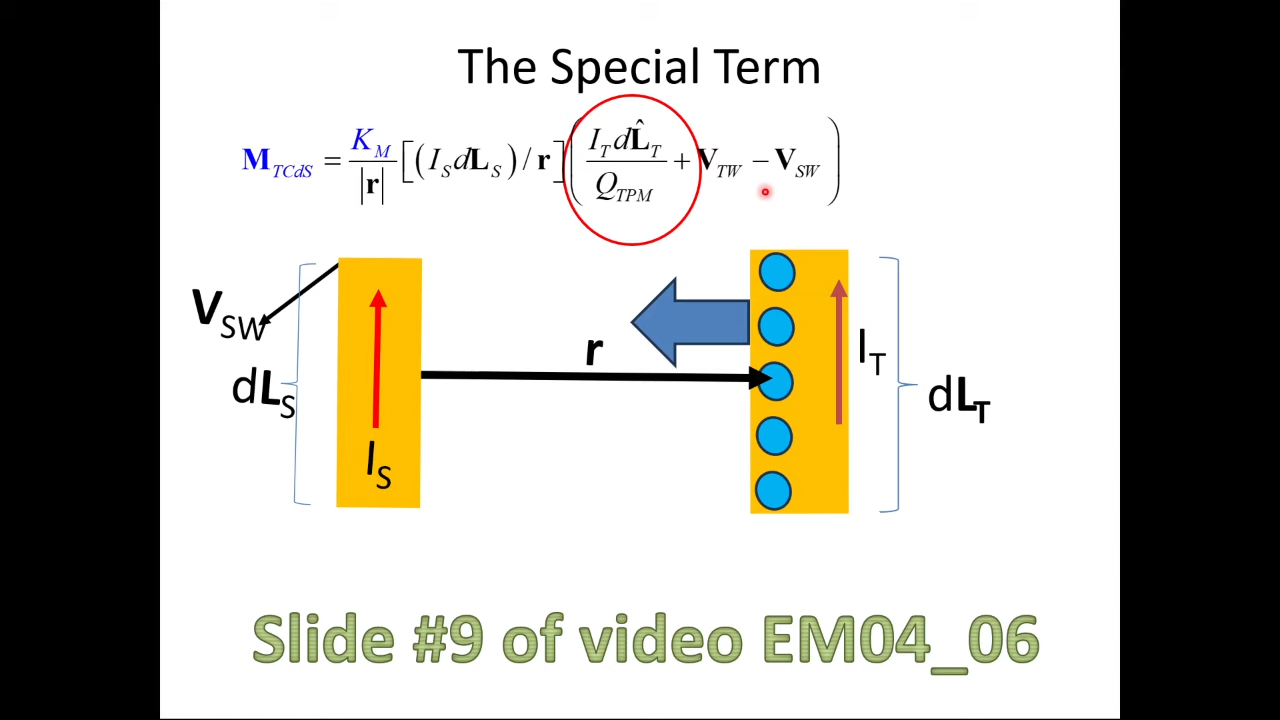 The Special Term
M_TCdS = K_M / |r| [(I_S dL_S) / r] ( I_T dL̂_T / Q_TPM + V_TW − V_SW )
V_SW
r
I_T
dL_S
dL_T
I_S
Slide #9 of video EM04_06